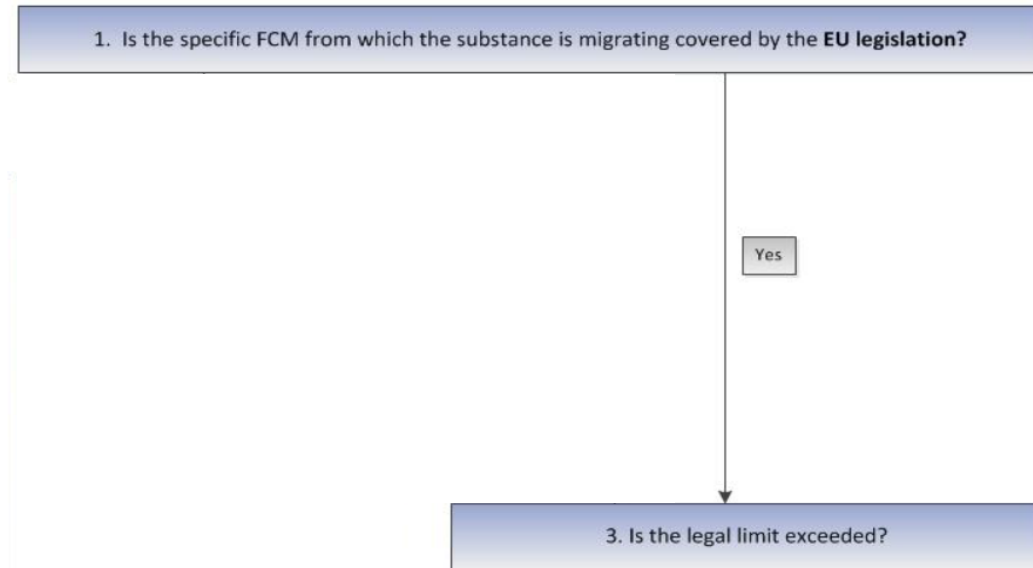 1. Is the specific FCM from which the substance is migrating covered by the EU legislation?
Yes
3. Is the legal limit exceeded?